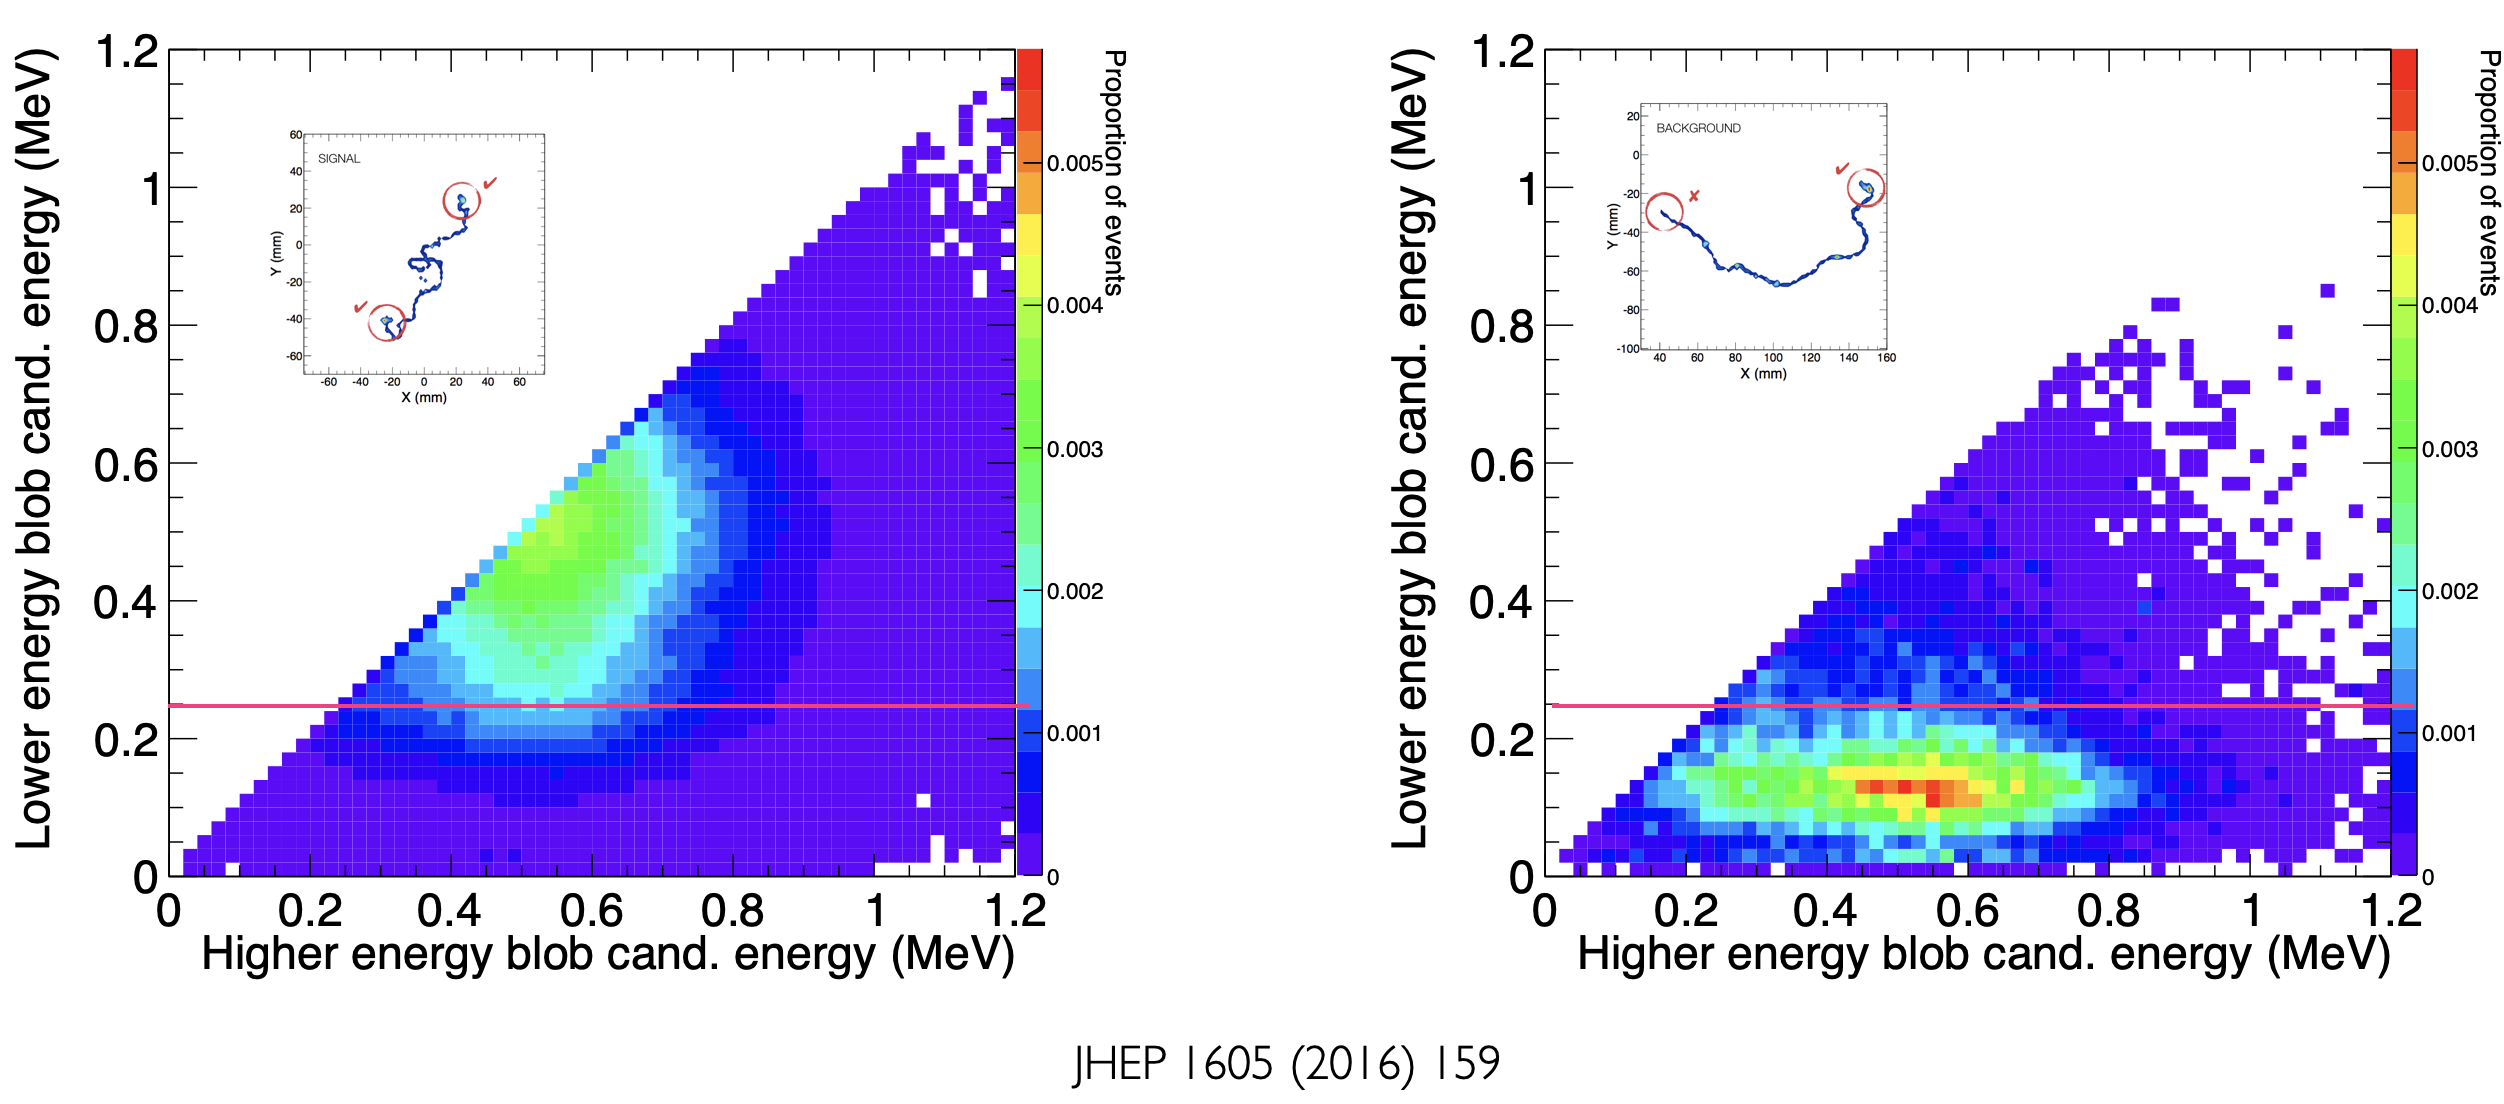 Lower energy blob cand. energy (MeV)
1.2
1
0.8
0.6
0.4
0.2
0
0 0.2 0.4 0.6 0.8 1 1.2
Higher energy blob cand. energy (MeV)
Proportion of events
0.005
0.004
0.003
0.002
0.001
0
SIGNAL
Y (mm)
60
40
20
0
-20
-40
-60
-60 -40 -20 0 20 40 60
X (mm)
Lower energy blob cand. energy (MeV)
1.2
1
0.8
0.6
0.4
0.2
0
0 0.2 0.4 0.6 0.8 1 1.2
Higher energy blob cand. energy (MeV)
Proportion of events
0.005
0.004
0.003
0.002
0.001
0
BACKGROUND
Y (mm)
20
0
-20
-40
-60
-80
-100
40 60 80 100 120 140 160
X (mm)
JHEP 1605 (2016) 159